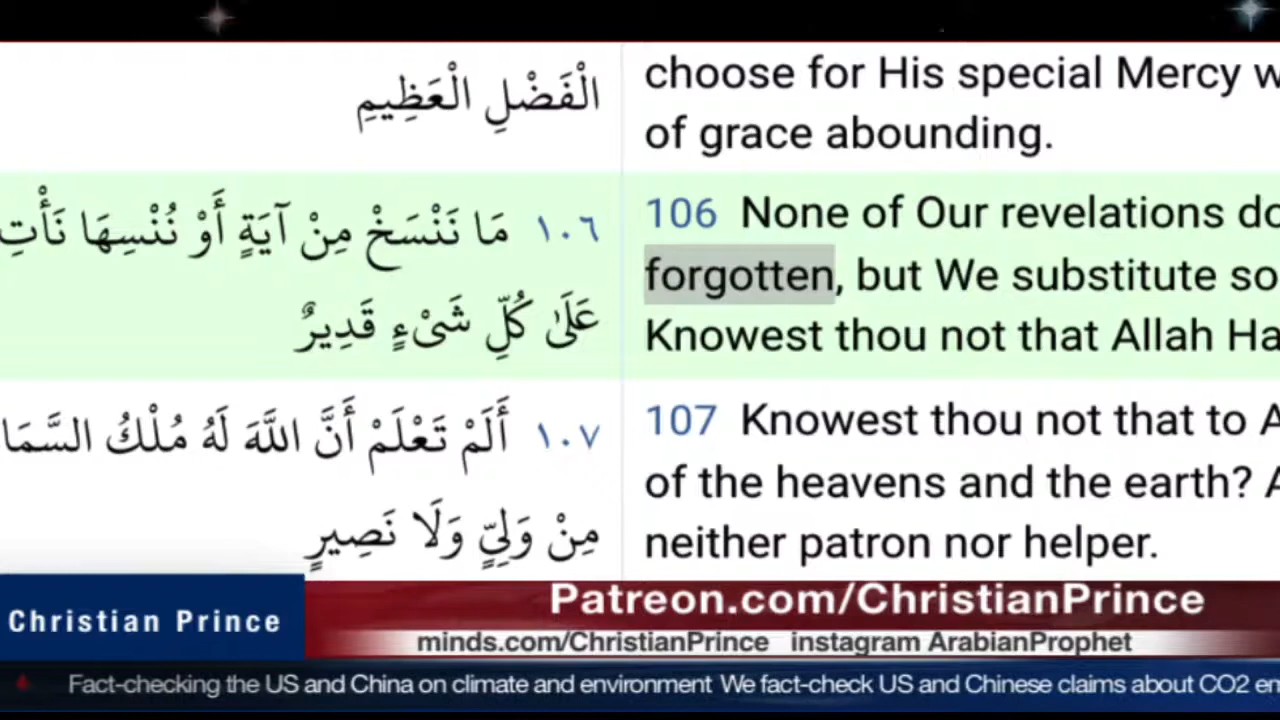 الْفَضْلِ الْعَظِيمِ
choose for His special Mercy w
of grace abounding.
١٠٦ مَا نَنْسَخْ مِنْ آيَةٍ أَوْ نُنْسِهَا نَأْتِ
عَلَىٰ كُلِّ شَىْءٍ قَدِيرٌ
106 None of Our revelations do
forgotten, but We substitute so
Knowest thou not that Allah Ha
١٠٧ أَلَمْ تَعْلَمْ أَنَّ اللَّهَ لَهُ مُلْكُ السَّمَا
مِنْ وَلِيٍّ وَلَا نَصِيرٍ
107 Knowest thou not that to A
of the heavens and the earth? A
neither patron nor helper.
Christian Prince
Patreon.com/ChristianPrince
minds.com/ChristianPrince instagram ArabianProphet
Fact-checking the US and China on climate and environment We fact-check US and Chinese claims about CO2 em